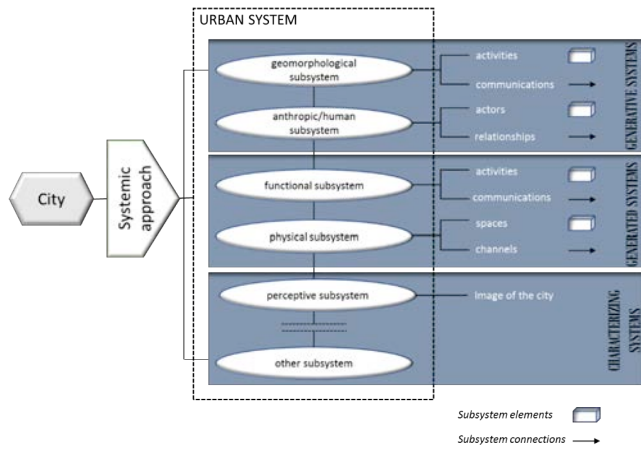 URBAN SYSTEM
geomorphological
subsystem
activities
communications
anthropic/human
subsystem
actors
relationships
GENERATIVE SYSTEMS
City
Systemic
approach
functional subsystem
activities
communications
physical subsystem
spaces
channels
GENERATED SYSTEMS
perceptive subsystem
Image of the city
other subsystem
CHARACTERIZING
SYSTEMS
Subsystem elements
Subsystem connections